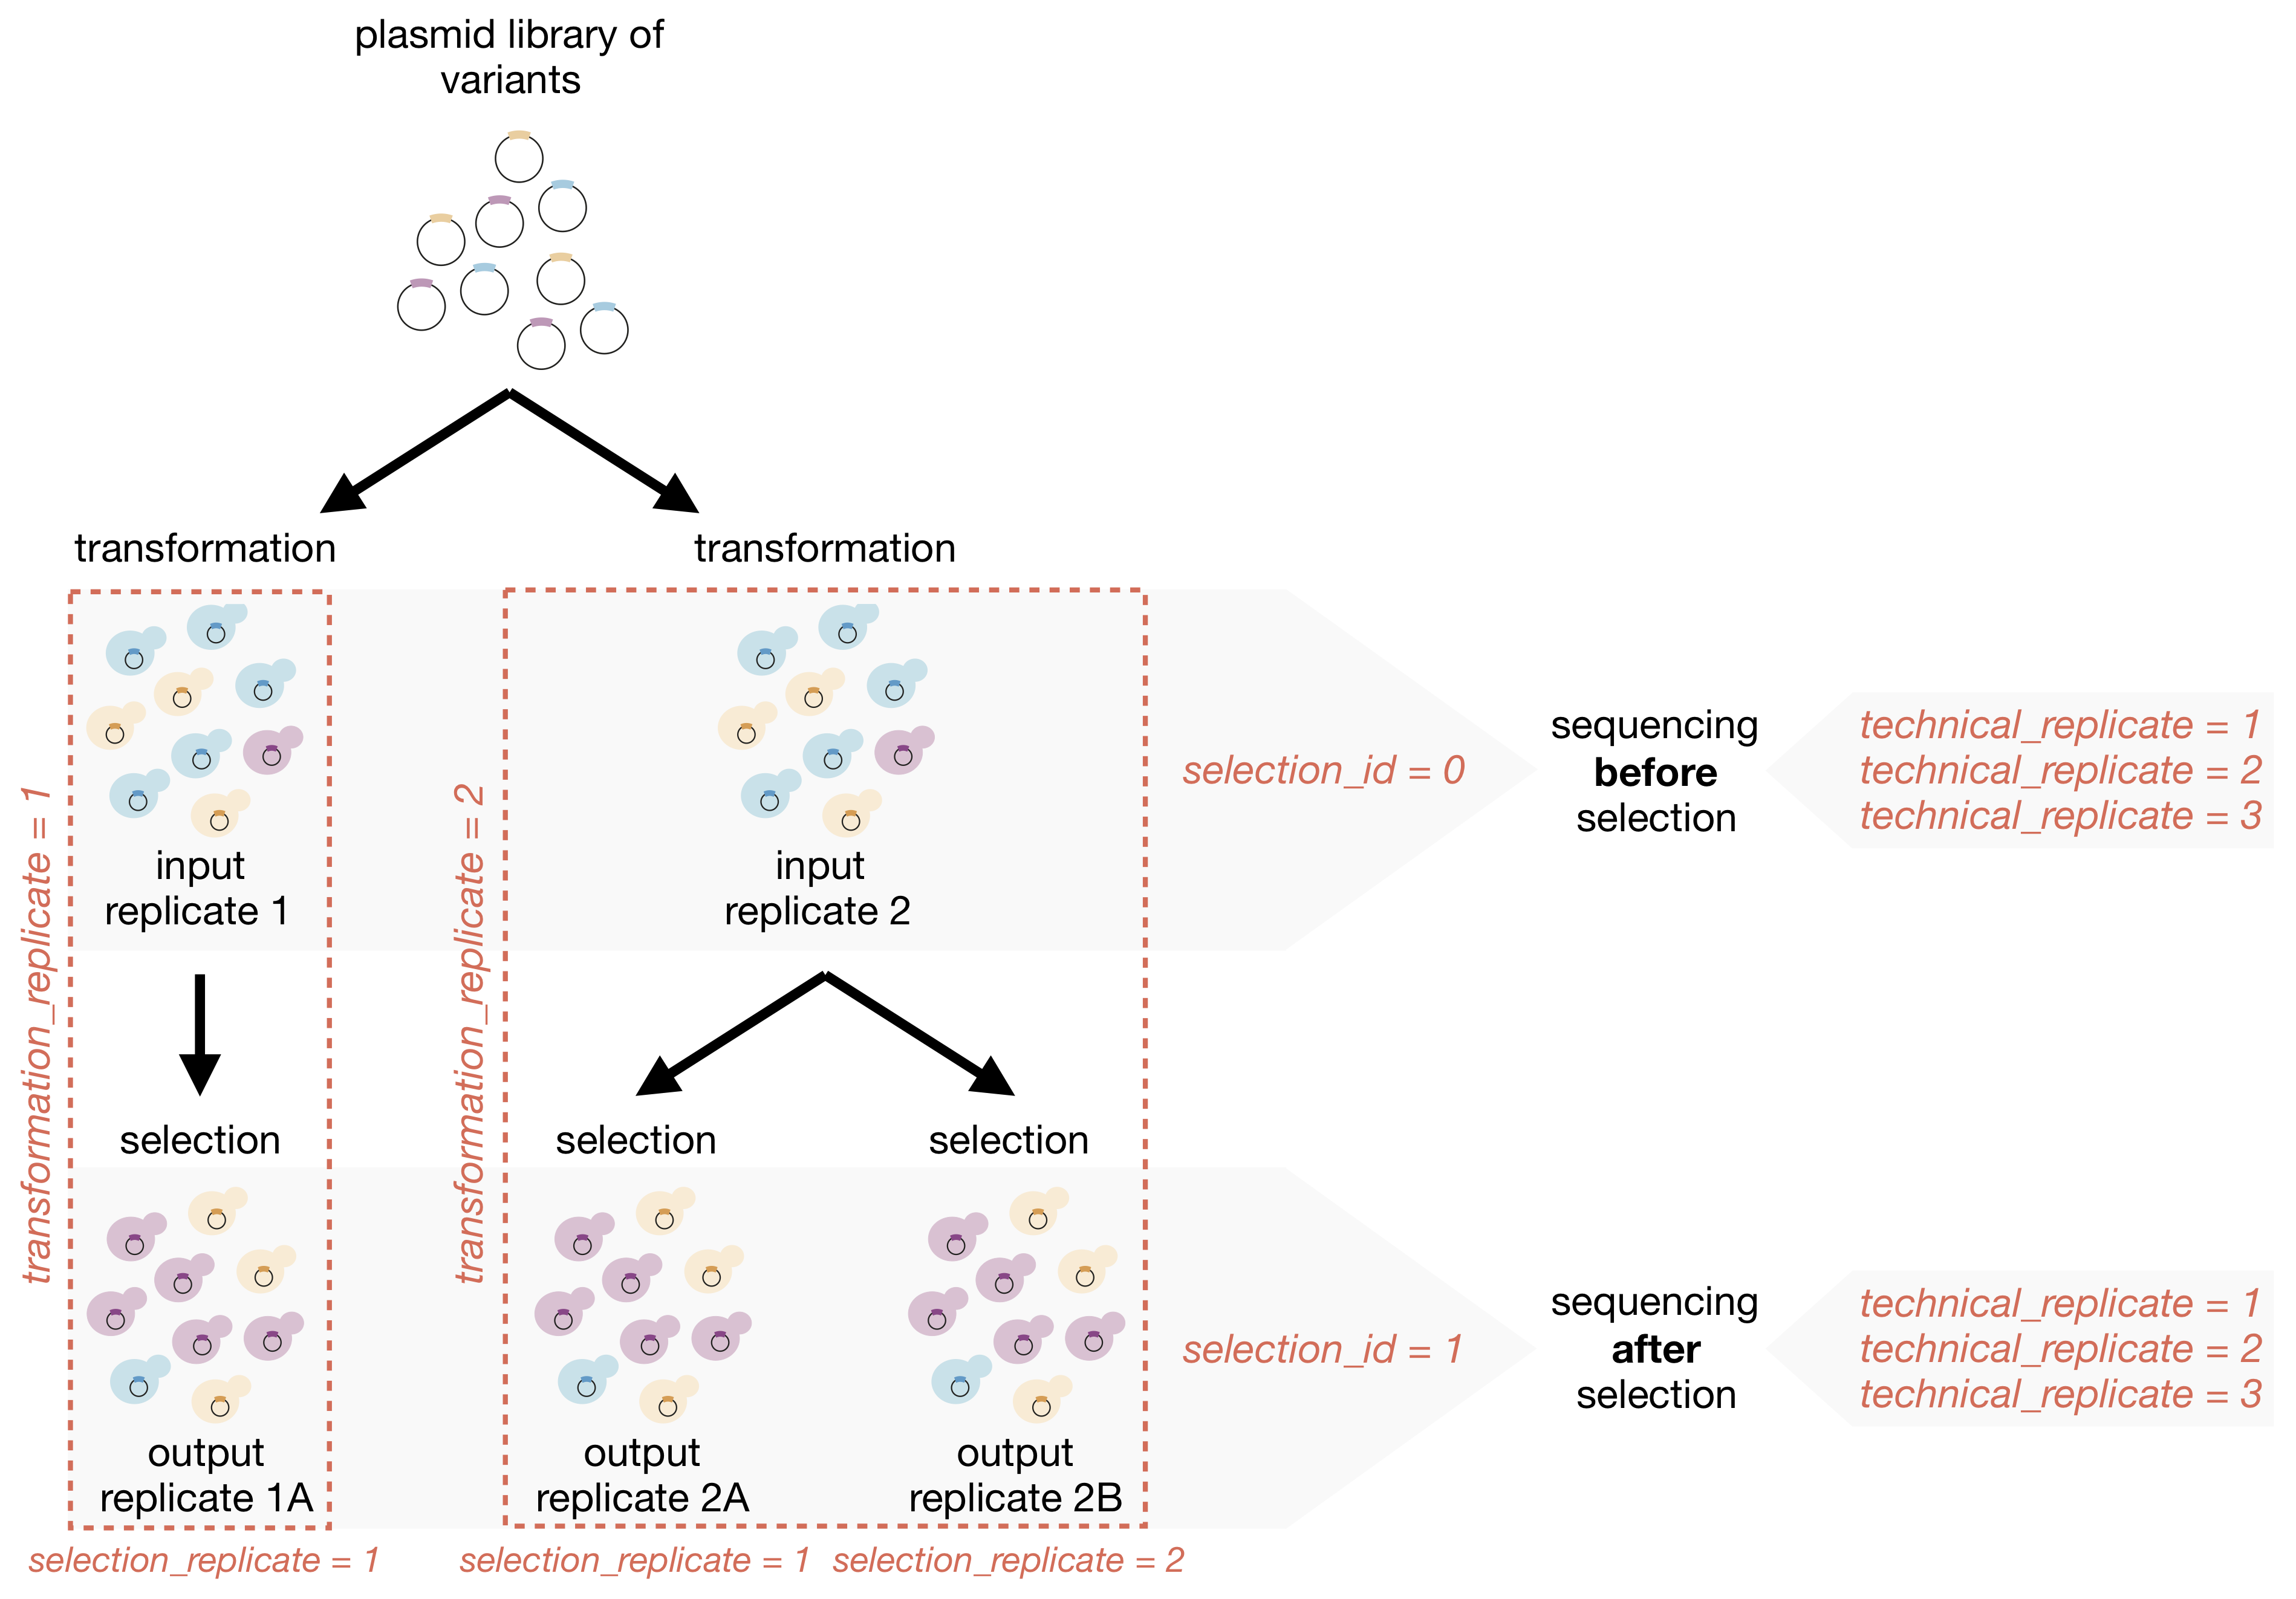 plasmid library of
variants
transformation
transformation
transformation_replicate = 1
transformation_replicate = 2
input
replicate 1
input
replicate 2
selection_id = 0
sequencing
before
selection
technical_replicate = 1
technical_replicate = 2
technical_replicate = 3
selection
selection
selection
output
replicate 1A
output
replicate 2A
output
replicate 2B
selection_id = 1
sequencing
after
selection
technical_replicate = 1
technical_replicate = 2
technical_replicate = 3
selection_replicate = 1
selection_replicate = 1
selection_replicate = 2